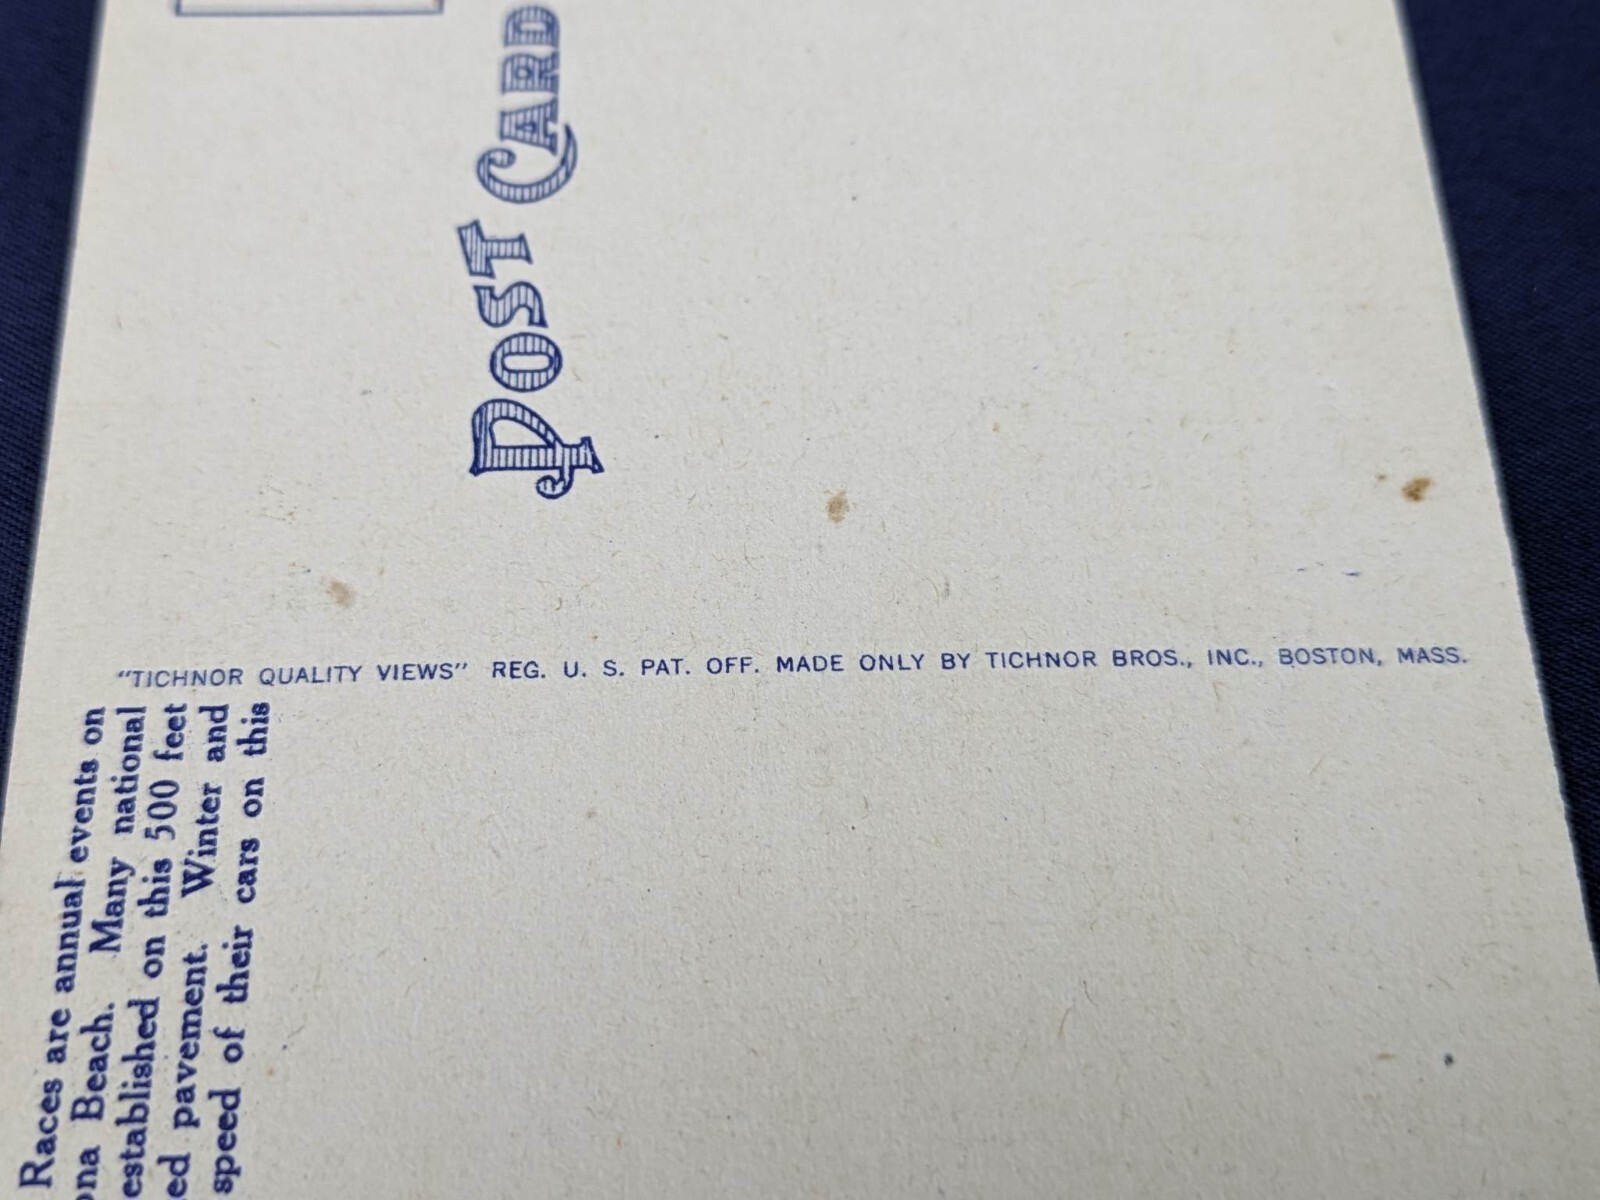 POST CARD
"TICHNOR QUALITY VIEWS" REG. U. S. PAT. OFF. MADE ONLY BY TICHNOR BROS., INC., BOSTON, MASS.
Races are annual events on
Beach. Many national
established on this 500 feet
pavement. Winter and
speed of their cars on this